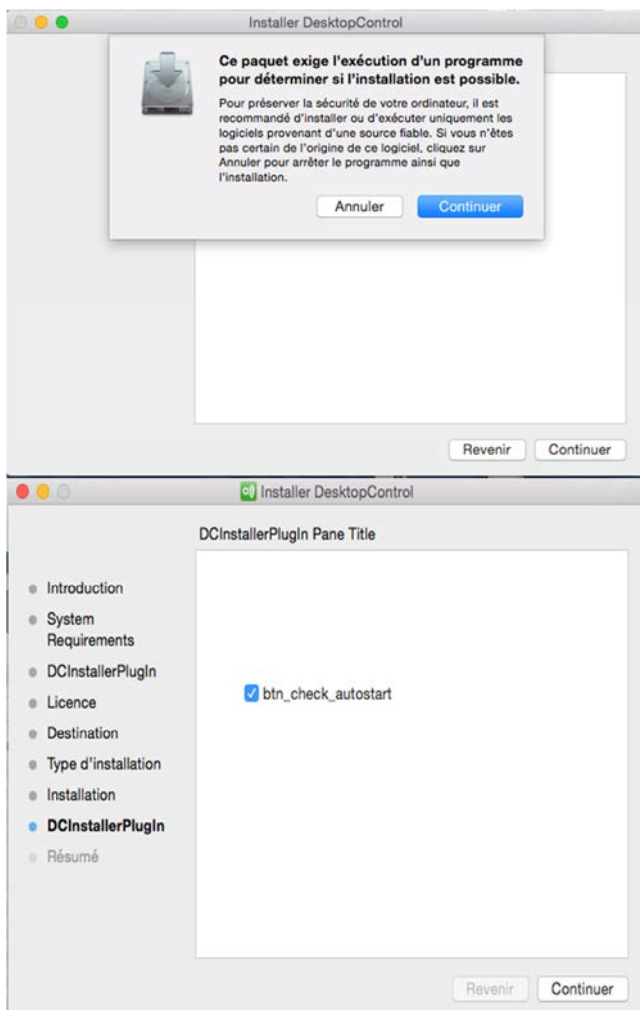 Installer DesktopControl
Ce paquet exige l'exécution d'un programme
pour déterminer si l'installation est possible.
Pour préserver la sécurité de votre ordinateur, il est
recommandé d'installer ou d'exécuter uniquement les
logiciels provenant d'une source fiable. Si vous n'êtes
pas certain de l'origine de ce logiciel, cliquez sur
Annuler pour arrêter le programme ainsi que
l'installation.
Annuler
Continuer
Revenir
Continuer
Installer DesktopControl
DCInstallerPlugIn Pane Title
Introduction
System
Requirements
DCInstallerPlugIn
Licence
Destination
Type d'installation
Installation
DCInstallerPlugIn
Résumé
btn_check_autostart
Revenir
Continuer